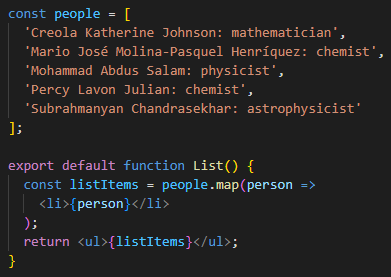 const people = [
  'Creola Katherine Johnson: mathematician',
  'Mario José Molina-Pasquel Henríquez: chemist',
  'Mohammad Abdus Salam: physicist',
  'Percy Lavon Julian: chemist',
  'Subrahmanyan Chandrasekhar: astrophysicist'
];

export default function List() {
  const listItems = people.map(person =>
    <li>{person}</li>
  );
  return <ul>{listItems}</ul>;
}